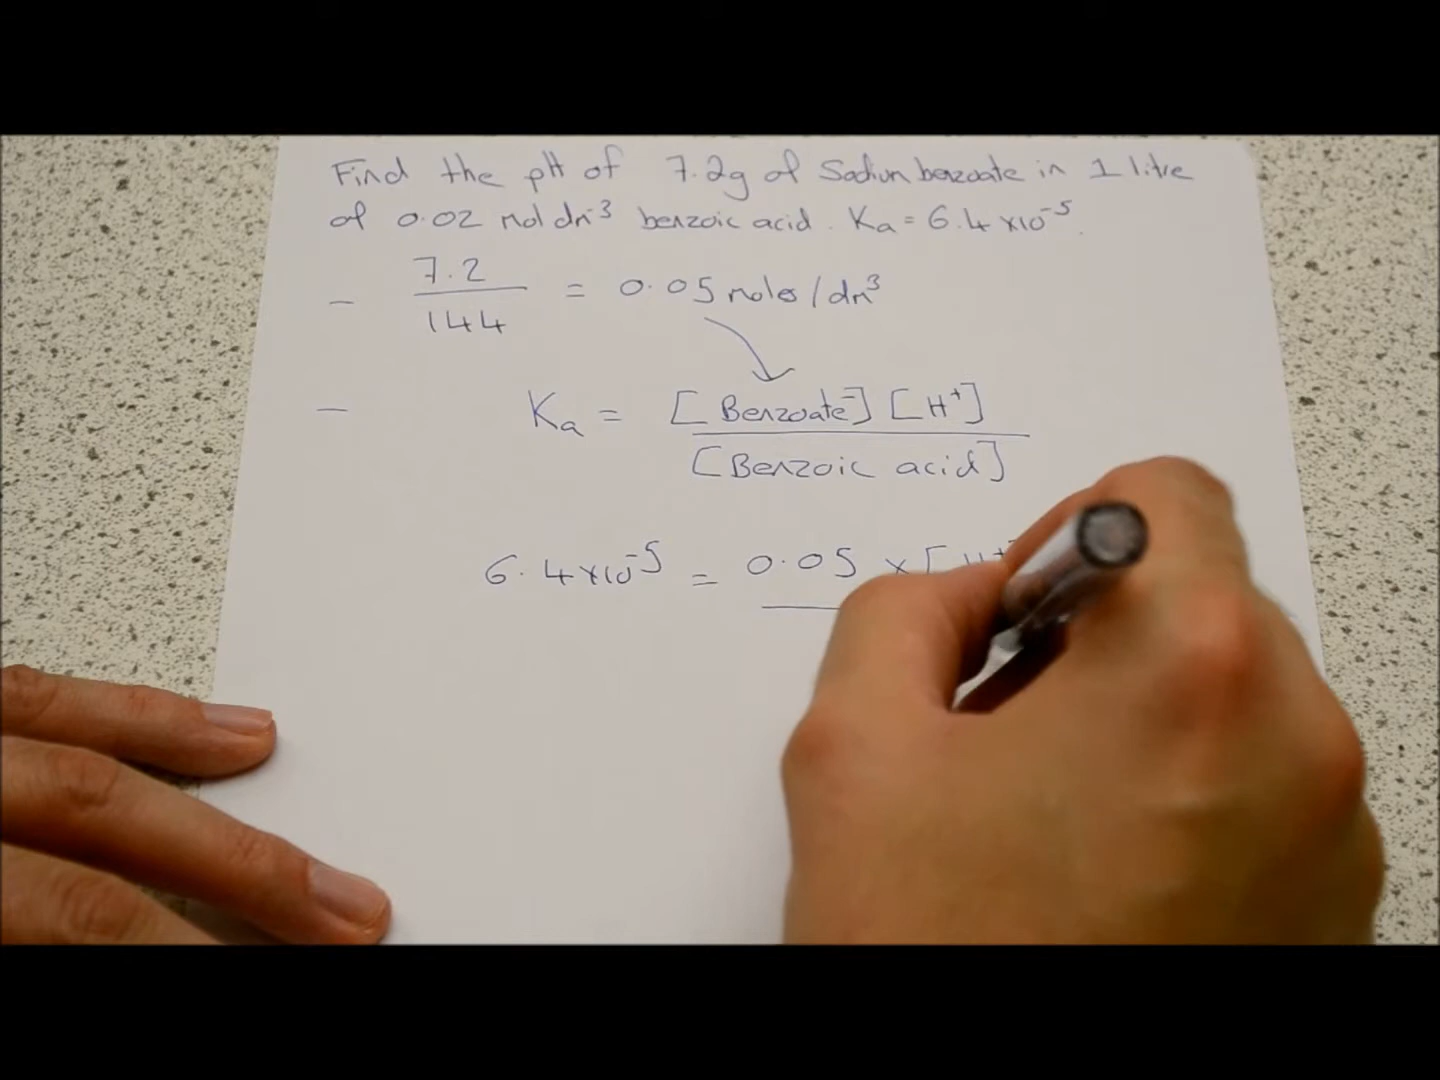 Find the pH of 7.2g of Sodium benzoate in 1 litre
of 0.02 mol dm⁻³ benzoic acid. Ka = 6.4 x10⁻⁵.
- 7.2
144 = 0.05 moles/dm³
- Ka = [Benzoate⁻] [H⁺]
[Benzoic acid]
6.4 x10⁻⁵ = 0.05 x [H⁺